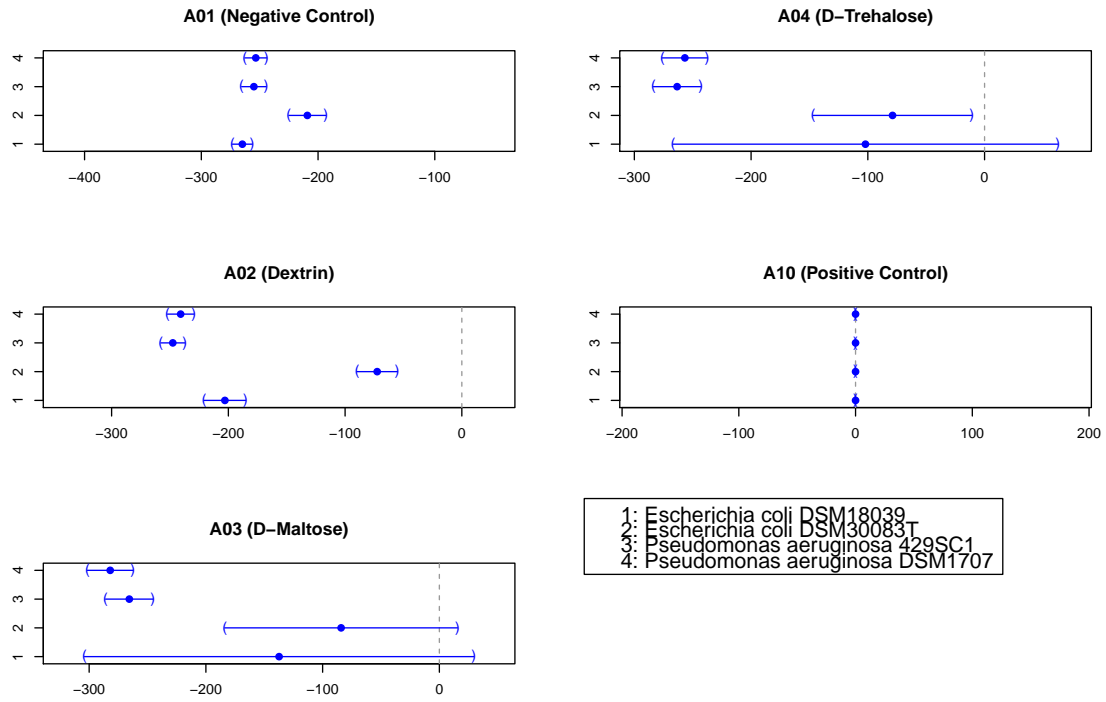 A01 (Negative Control)
4
3
2
1
−400 −300 −200 −100
A04 (D−Trehalose)
4
3
2
1
−300 −200 −100 0
A02 (Dextrin)
4
3
2
1
−300 −200 −100 0
A10 (Positive Control)
4
3
2
1
−200 −100 0 100 200
A03 (D−Maltose)
4
3
2
1
−300 −200 −100 0
1: Escherichia coli DSM18039
2: Escherichia coli DSM30083T
3: Pseudomonas aeruginosa 429SC1
4: Pseudomonas aeruginosa DSM1707